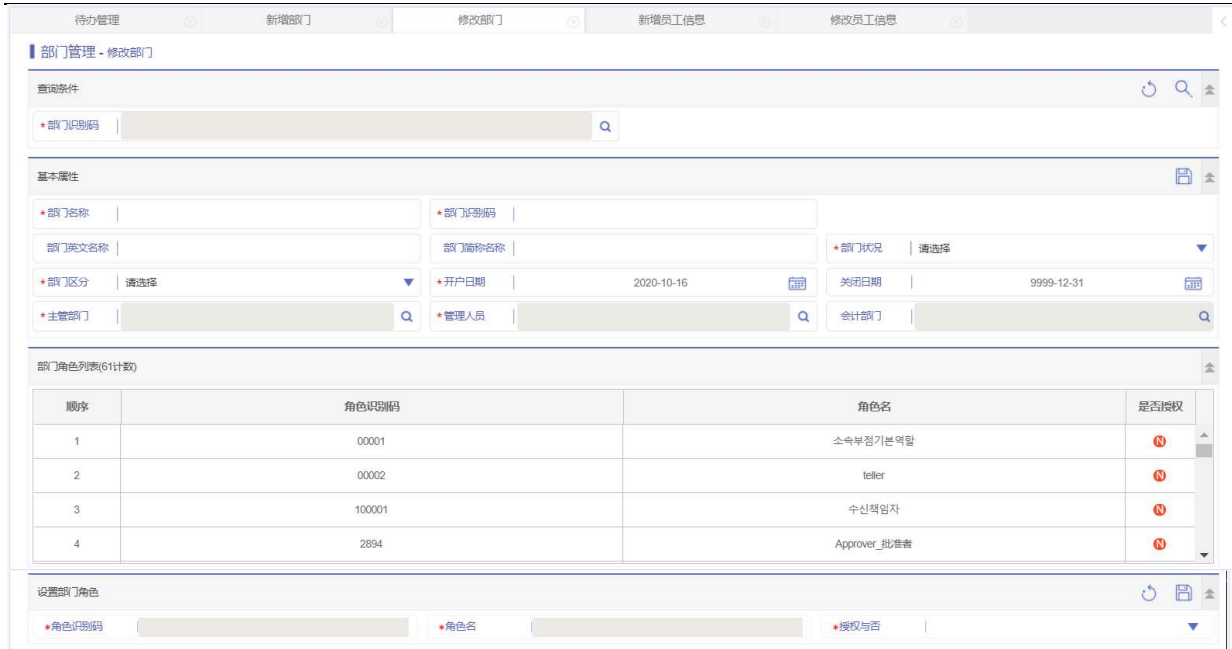 待办管理 新增部门 修改部门 新增员工信息 修改员工信息
部门管理 - 修改部门
查询条件
*部门识别码
基本属性
*部门名称 *部门识别码
部门英文名称 部门简称名称 *部门状况 请选择
*部门区分 请选择 *开户日期 2020-10-16 关闭日期 9999-12-31
*主管部门 *管理人员 会计部门
部门角色列表(61计数)
顺序 角色识别码 角色名 是否授权
1 00001 소속부점기본역할 N
2 00002 teller N
3 100001 수신책임자 N
4 2894 Approver_批准者 N
设置部门角色
*角色识别码 *角色名 *授权与否